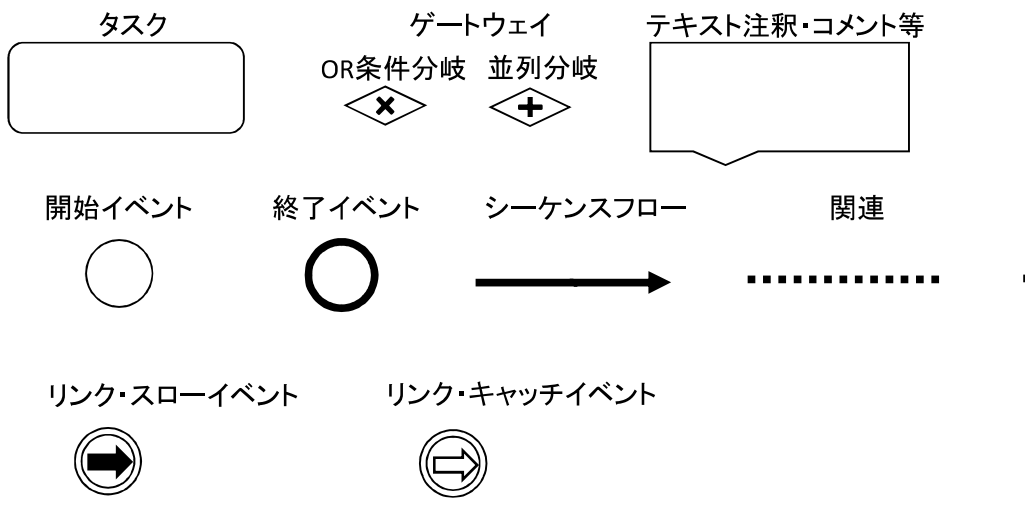 タスク
ゲートウェイ
テキスト注釈・コメント等
OR条件分岐
並列分岐
開始イベント
終了イベント
シーケンスフロー
関連
リンク・スローイベント
リンク・キャッチイベント